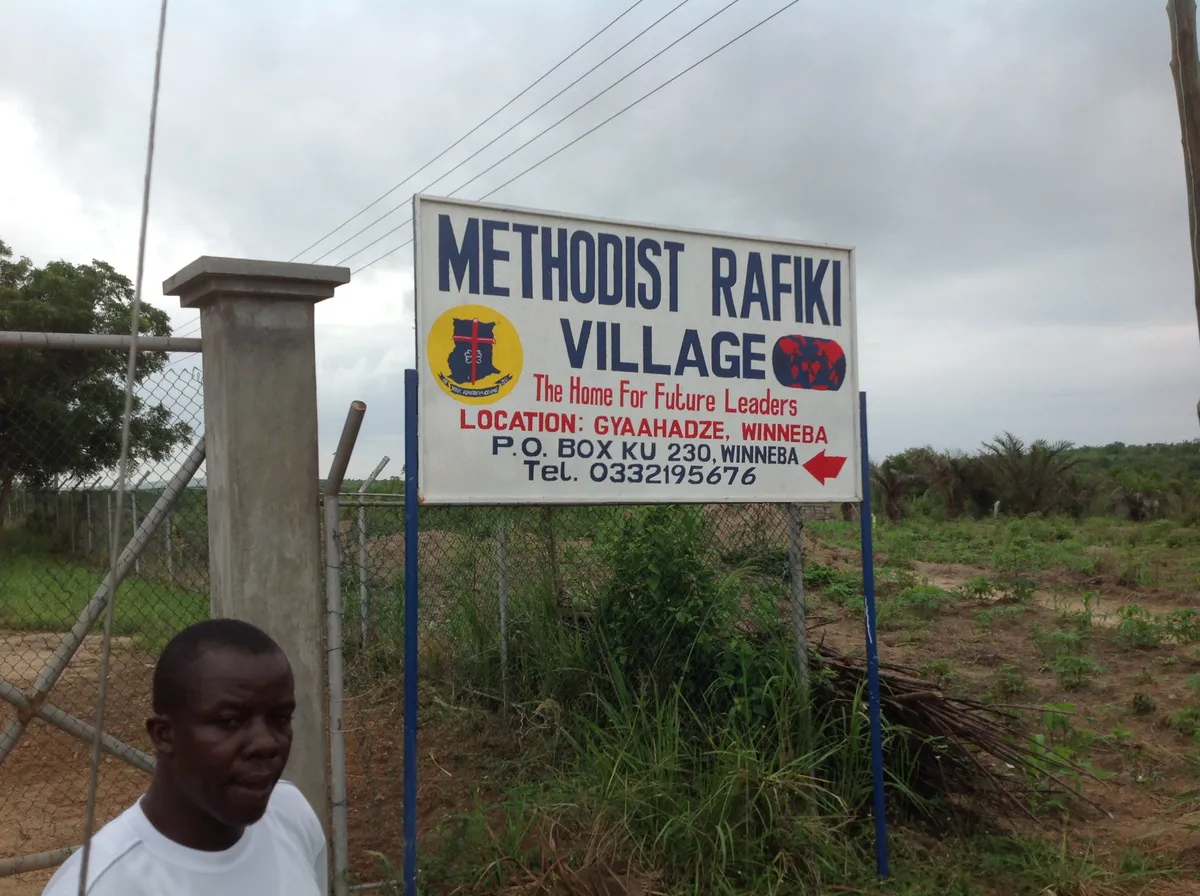 METHODIST RAFIKI
VILLAGE
The Home For Future Leaders
LOCATION: GYAAHADZE, WINNEBA
P.O. BOX KU 230, WINNEBA
Tel. 0332195676